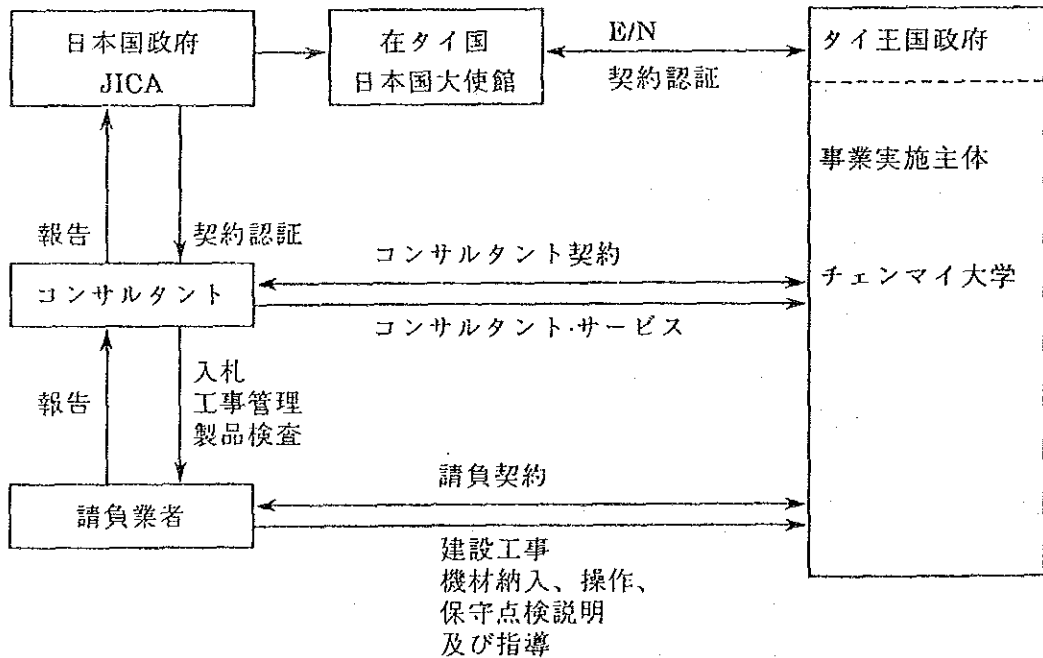 日本国政府
JICA
在タイ国
日本国大使館
E/N
契約認証
タイ王国政府
事業実施主体
報告
契約認証
コンサルタント契約
チェンマイ大学
コンサルタント
コンサルタント·サービス
報告
入札
工事管理
製品検査
請負契約
請負業者
建設工事
機材納入、操作、
保守点検説明
及び指導